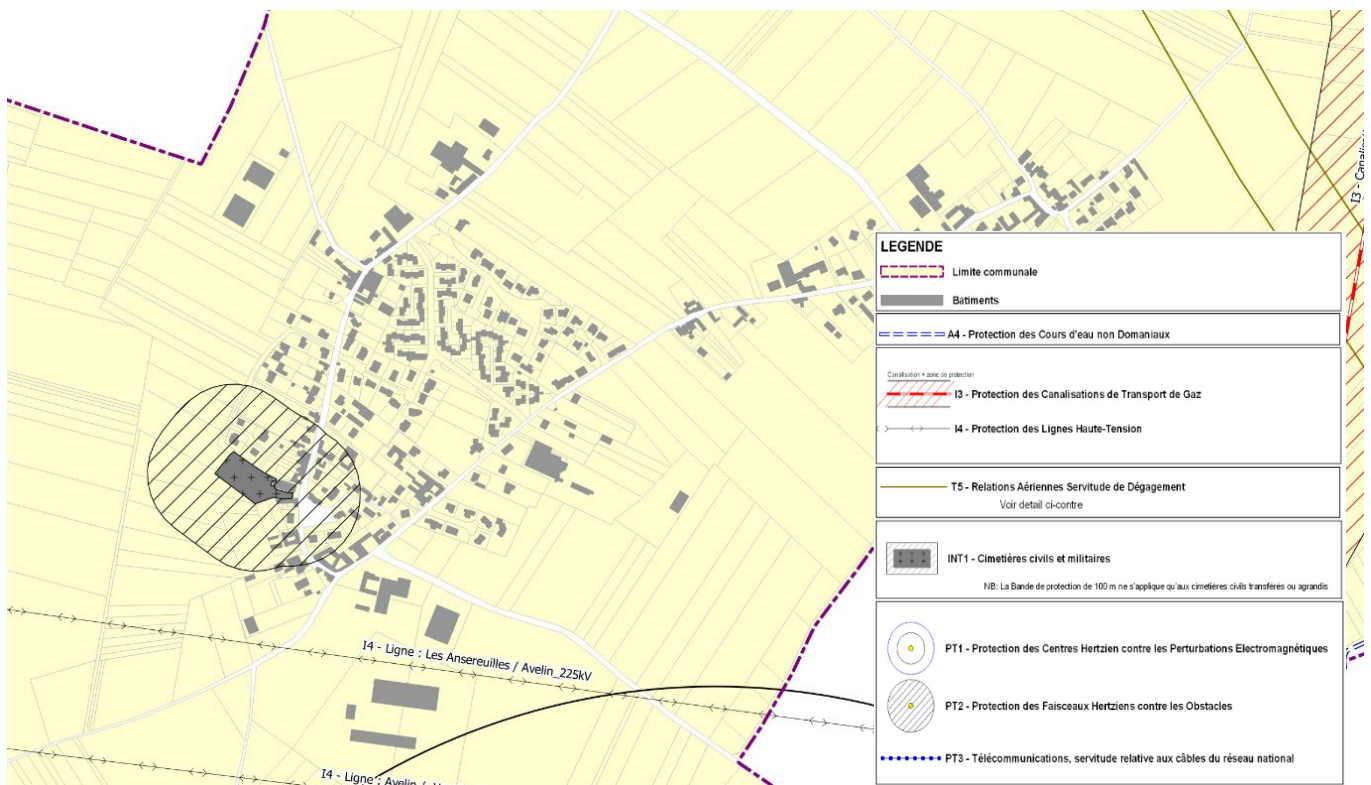 I3 - Canalis
LEGENDE
Limite communale
Batiments
A4 - Protection des Cours d'eau non Domaniaux
Canalisation + zone de protection
I3 - Protection des Canalisations de Transport de Gaz
I4 - Protection des Lignes Haute-Tension
T5 - Relations Aériennes Servitude de Dégagement
Voir detail ci-contre
INT1 - Cimetières civils et militaires
NB: La Bande de protection de 100 m ne s'applique qu'aux cimetières civils transférés ou agrandis
PT1 - Protection des Centres Hertzien contre les Perturbations Electromagnétiques
PT2 - Protection des Faisceaux Hertziens contre les Obstacles
PT3 - Télécommunications, servitude relative aux câbles du réseau national
I4 - Ligne : Les Ansereuilles / Avelin_225kV
I4 - Ligne : Avelin /